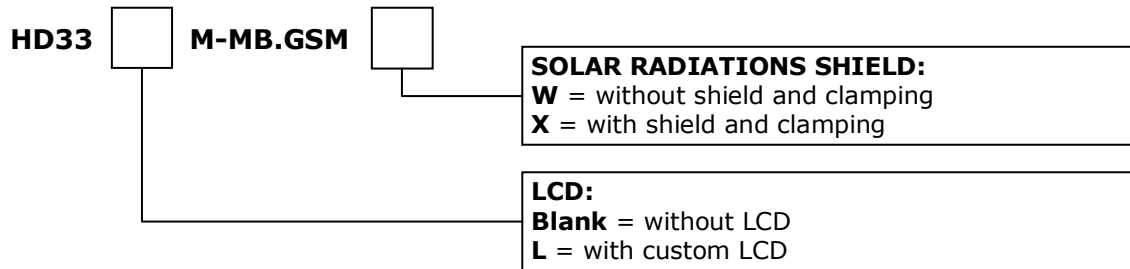 HD33 M-MB.GSM
SOLAR RADIATIONS SHIELD:
W = without shield and clamping
X = with shield and clamping
LCD:
Blank = without LCD
L = with custom LCD